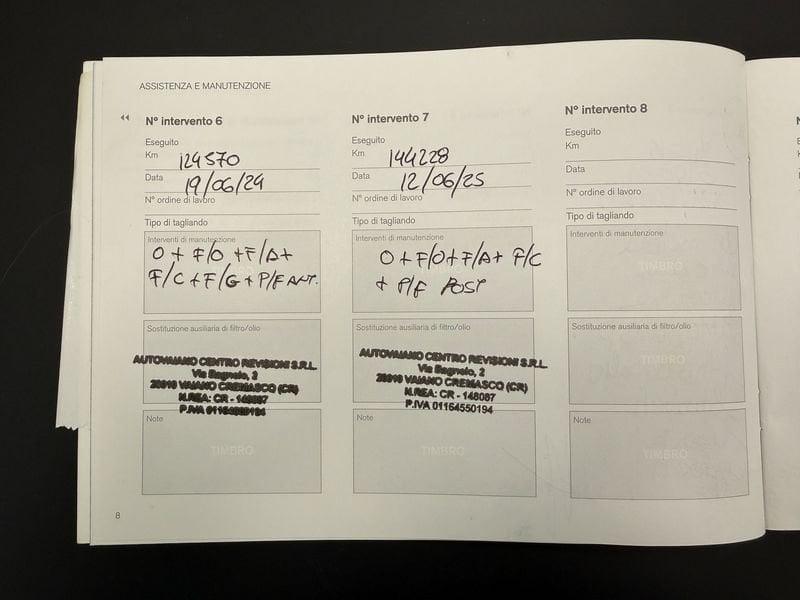 ASSISTENZA E MANUTENZIONE
N° intervento 6
Eseguito
Km 124570
Data 19/06/24
N° ordine di lavoro
Tipo di tagliando
Interventi di manutenzione
O + F/O + F/A +
F/C + F/G + P/F ANT.
Sostituzione ausiliaria di filtro/olio
AUTOVAIANO CENTRO REVISIONI S.R.L.
Via Bagnolo, 2
26010 VAIANO CREMASCO (CR)
N.REA: CR - 148087
P.IVA 01164550194
Note
TIMBRO
N° intervento 7
Eseguito
Km 144228
Data 12/06/25
N° ordine di lavoro
Tipo di tagliando
Interventi di manutenzione
O + F/O + F/A + F/C
+ P/F POST
Sostituzione ausiliaria di filtro/olio
AUTOVAIANO CENTRO REVISIONI S.R.L.
Via Bagnolo, 2
26010 VAIANO CREMASCO (CR)
N.REA: CR - 148087
P.IVA 01164550194
Note
TIMBRO
N° intervento 8
Eseguito
Km
Data
N° ordine di lavoro
Tipo di tagliando
Interventi di manutenzione
TIMBRO
Sostituzione ausiliaria di filtro/olio
TIMBRO
Note
TIMBRO
8